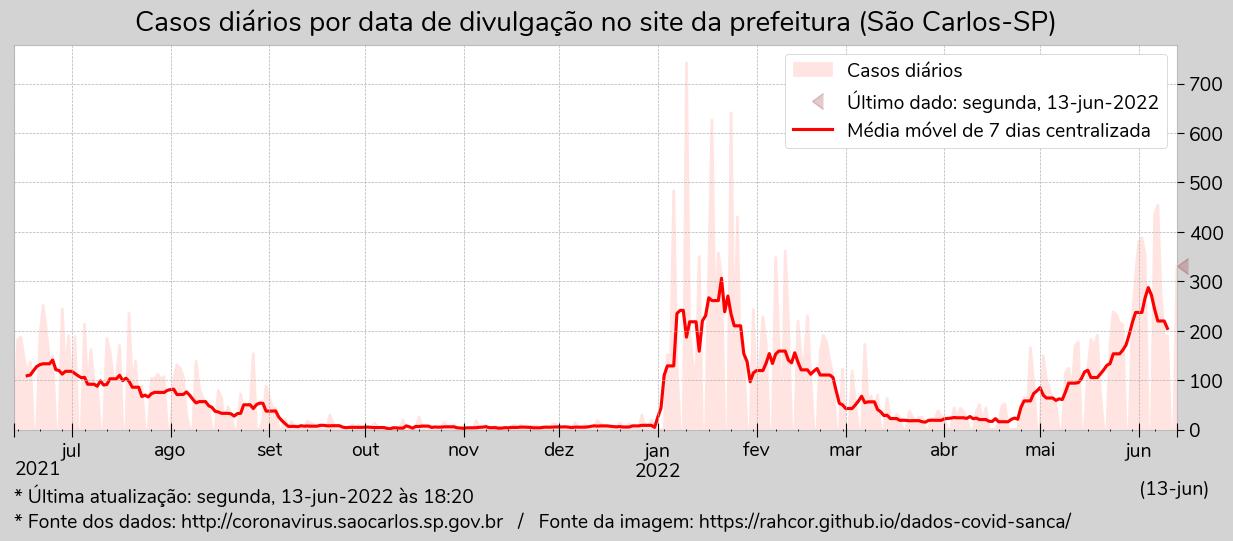 Casos diários por data de divulgação no site da prefeitura (São Carlos-SP)
Casos diários
Último dado: segunda, 13-jun-2022
Média móvel de 7 dias centralizada
700
600
500
400
300
200
100
0
jul ago set out nov dez jan fev mar abr mai jun
2021 2022
(13-jun)
* Última atualização: segunda, 13-jun-2022 às 18:20
* Fonte dos dados: http://coronavirus.saocarlos.sp.gov.br / Fonte da imagem: https://rahcor.github.io/dados-covid-sanca/